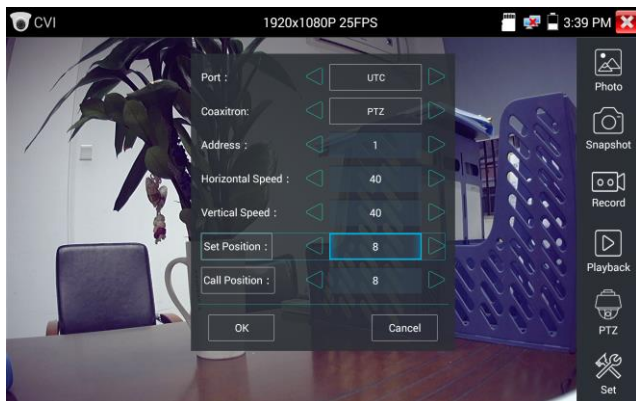 CVI 1920x1080P 25FPS 3:39 PM
Port : UTC
Coaxitron: PTZ
Address : 1
Horizontal Speed : 40
Vertical Speed : 40
Set Position : 8
Call Position : 8
OK Cancel
Photo
Snapshot
Record
Playback
PTZ
Set